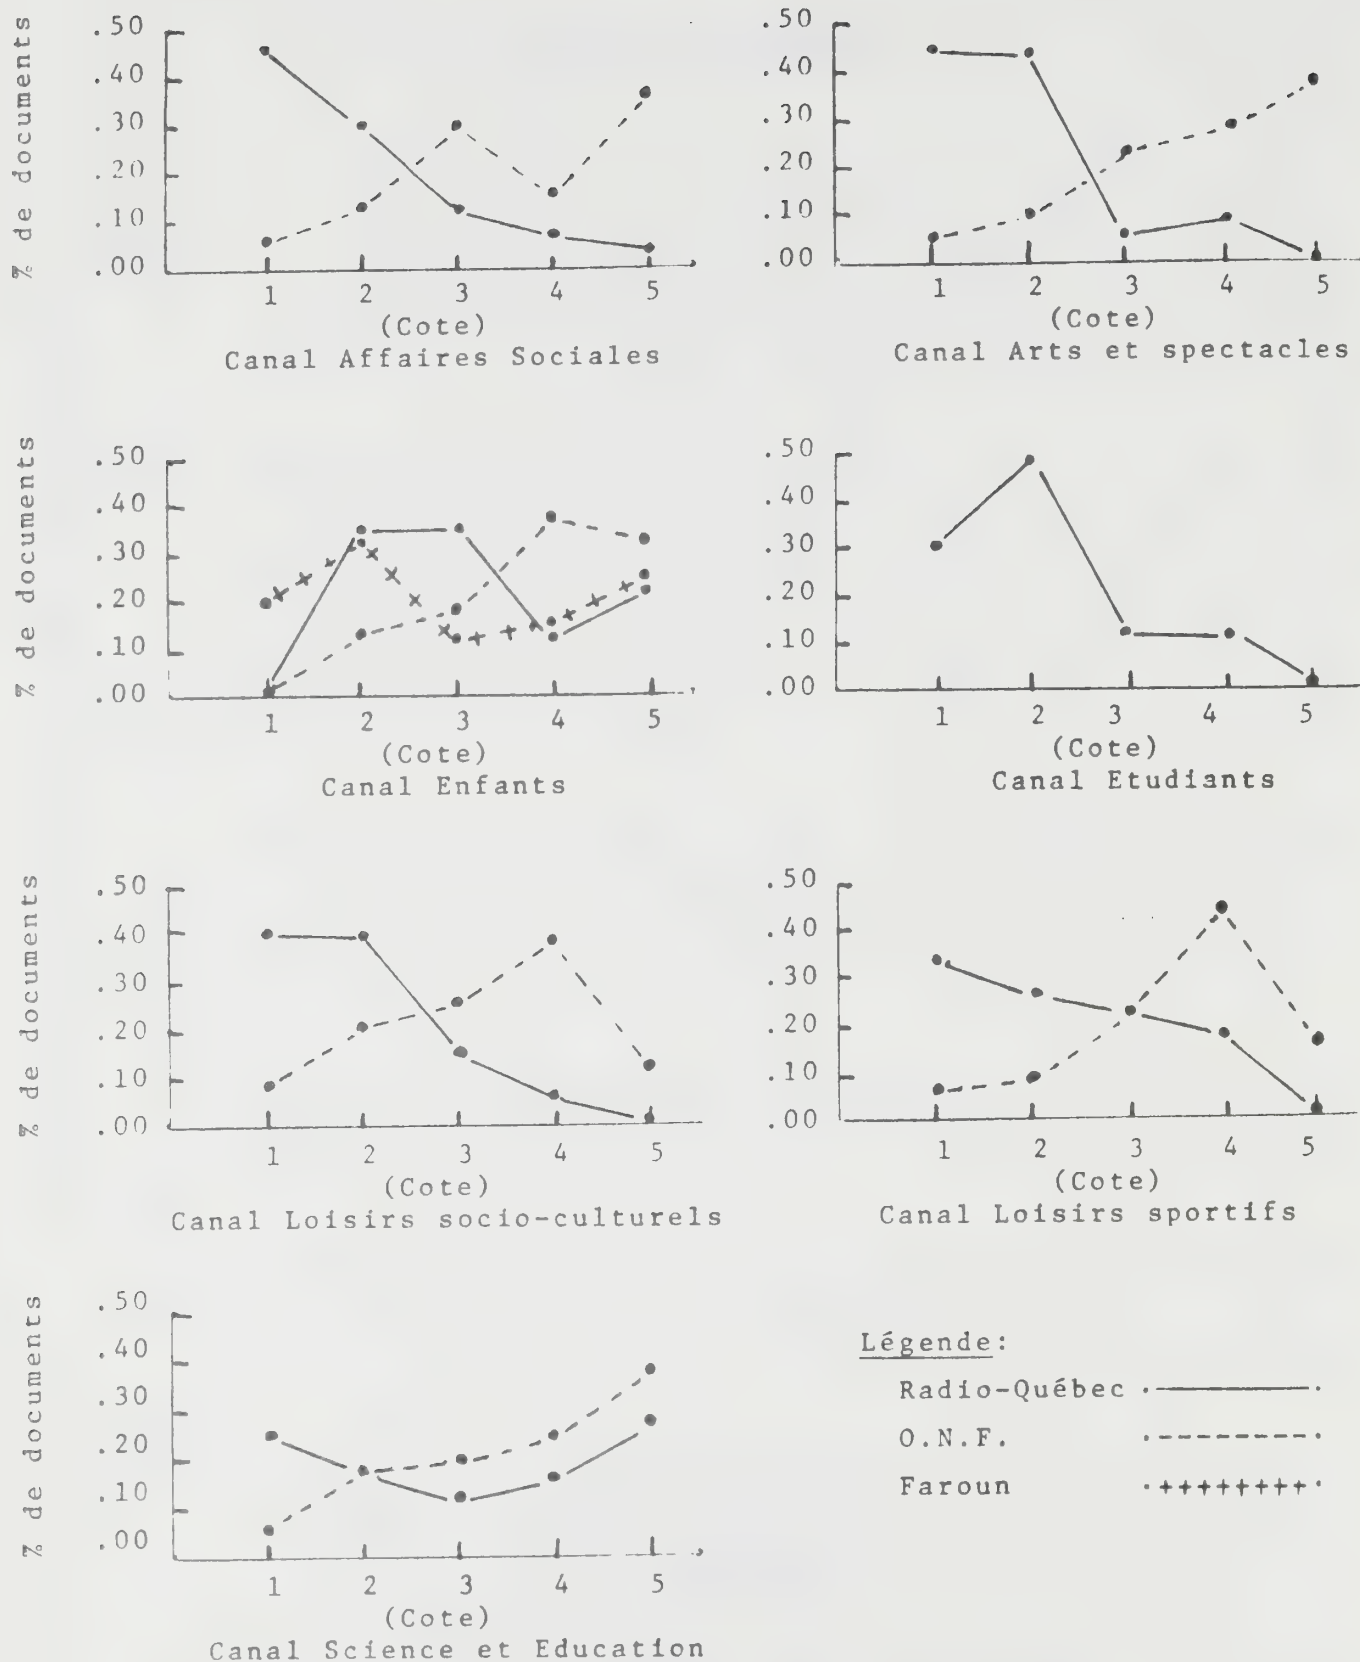 % de documents
.50
.40
.30
.20
.10
.00
1 2 3 4 5
(Cote)
Canal Affaires Sociales
.50
.40
.30
.20
.10
.00
1 2 3 4 5
(Cote)
Canal Arts et spectacles
% de documents
.50
.40
.30
.20
.10
.00
1 2 3 4 5
(Cote)
Canal Enfants
.50
.40
.30
.20
.10
.00
1 2 3 4 5
(Cote)
Canal Etudiants
% de documents
.50
.40
.30
.20
.10
.00
1 2 3 4 5
(Cote)
Canal Loisirs socio-culturels
.50
.40
.30
.20
.10
.00
1 2 3 4 5
(Cote)
Canal Loisirs sportifs
% de documents
.50
.40
.30
.20
.10
.00
1 2 3 4 5
(Cote)
Canal Science et Education
Légende:
Radio-Québec
O.N.F.
Faroun